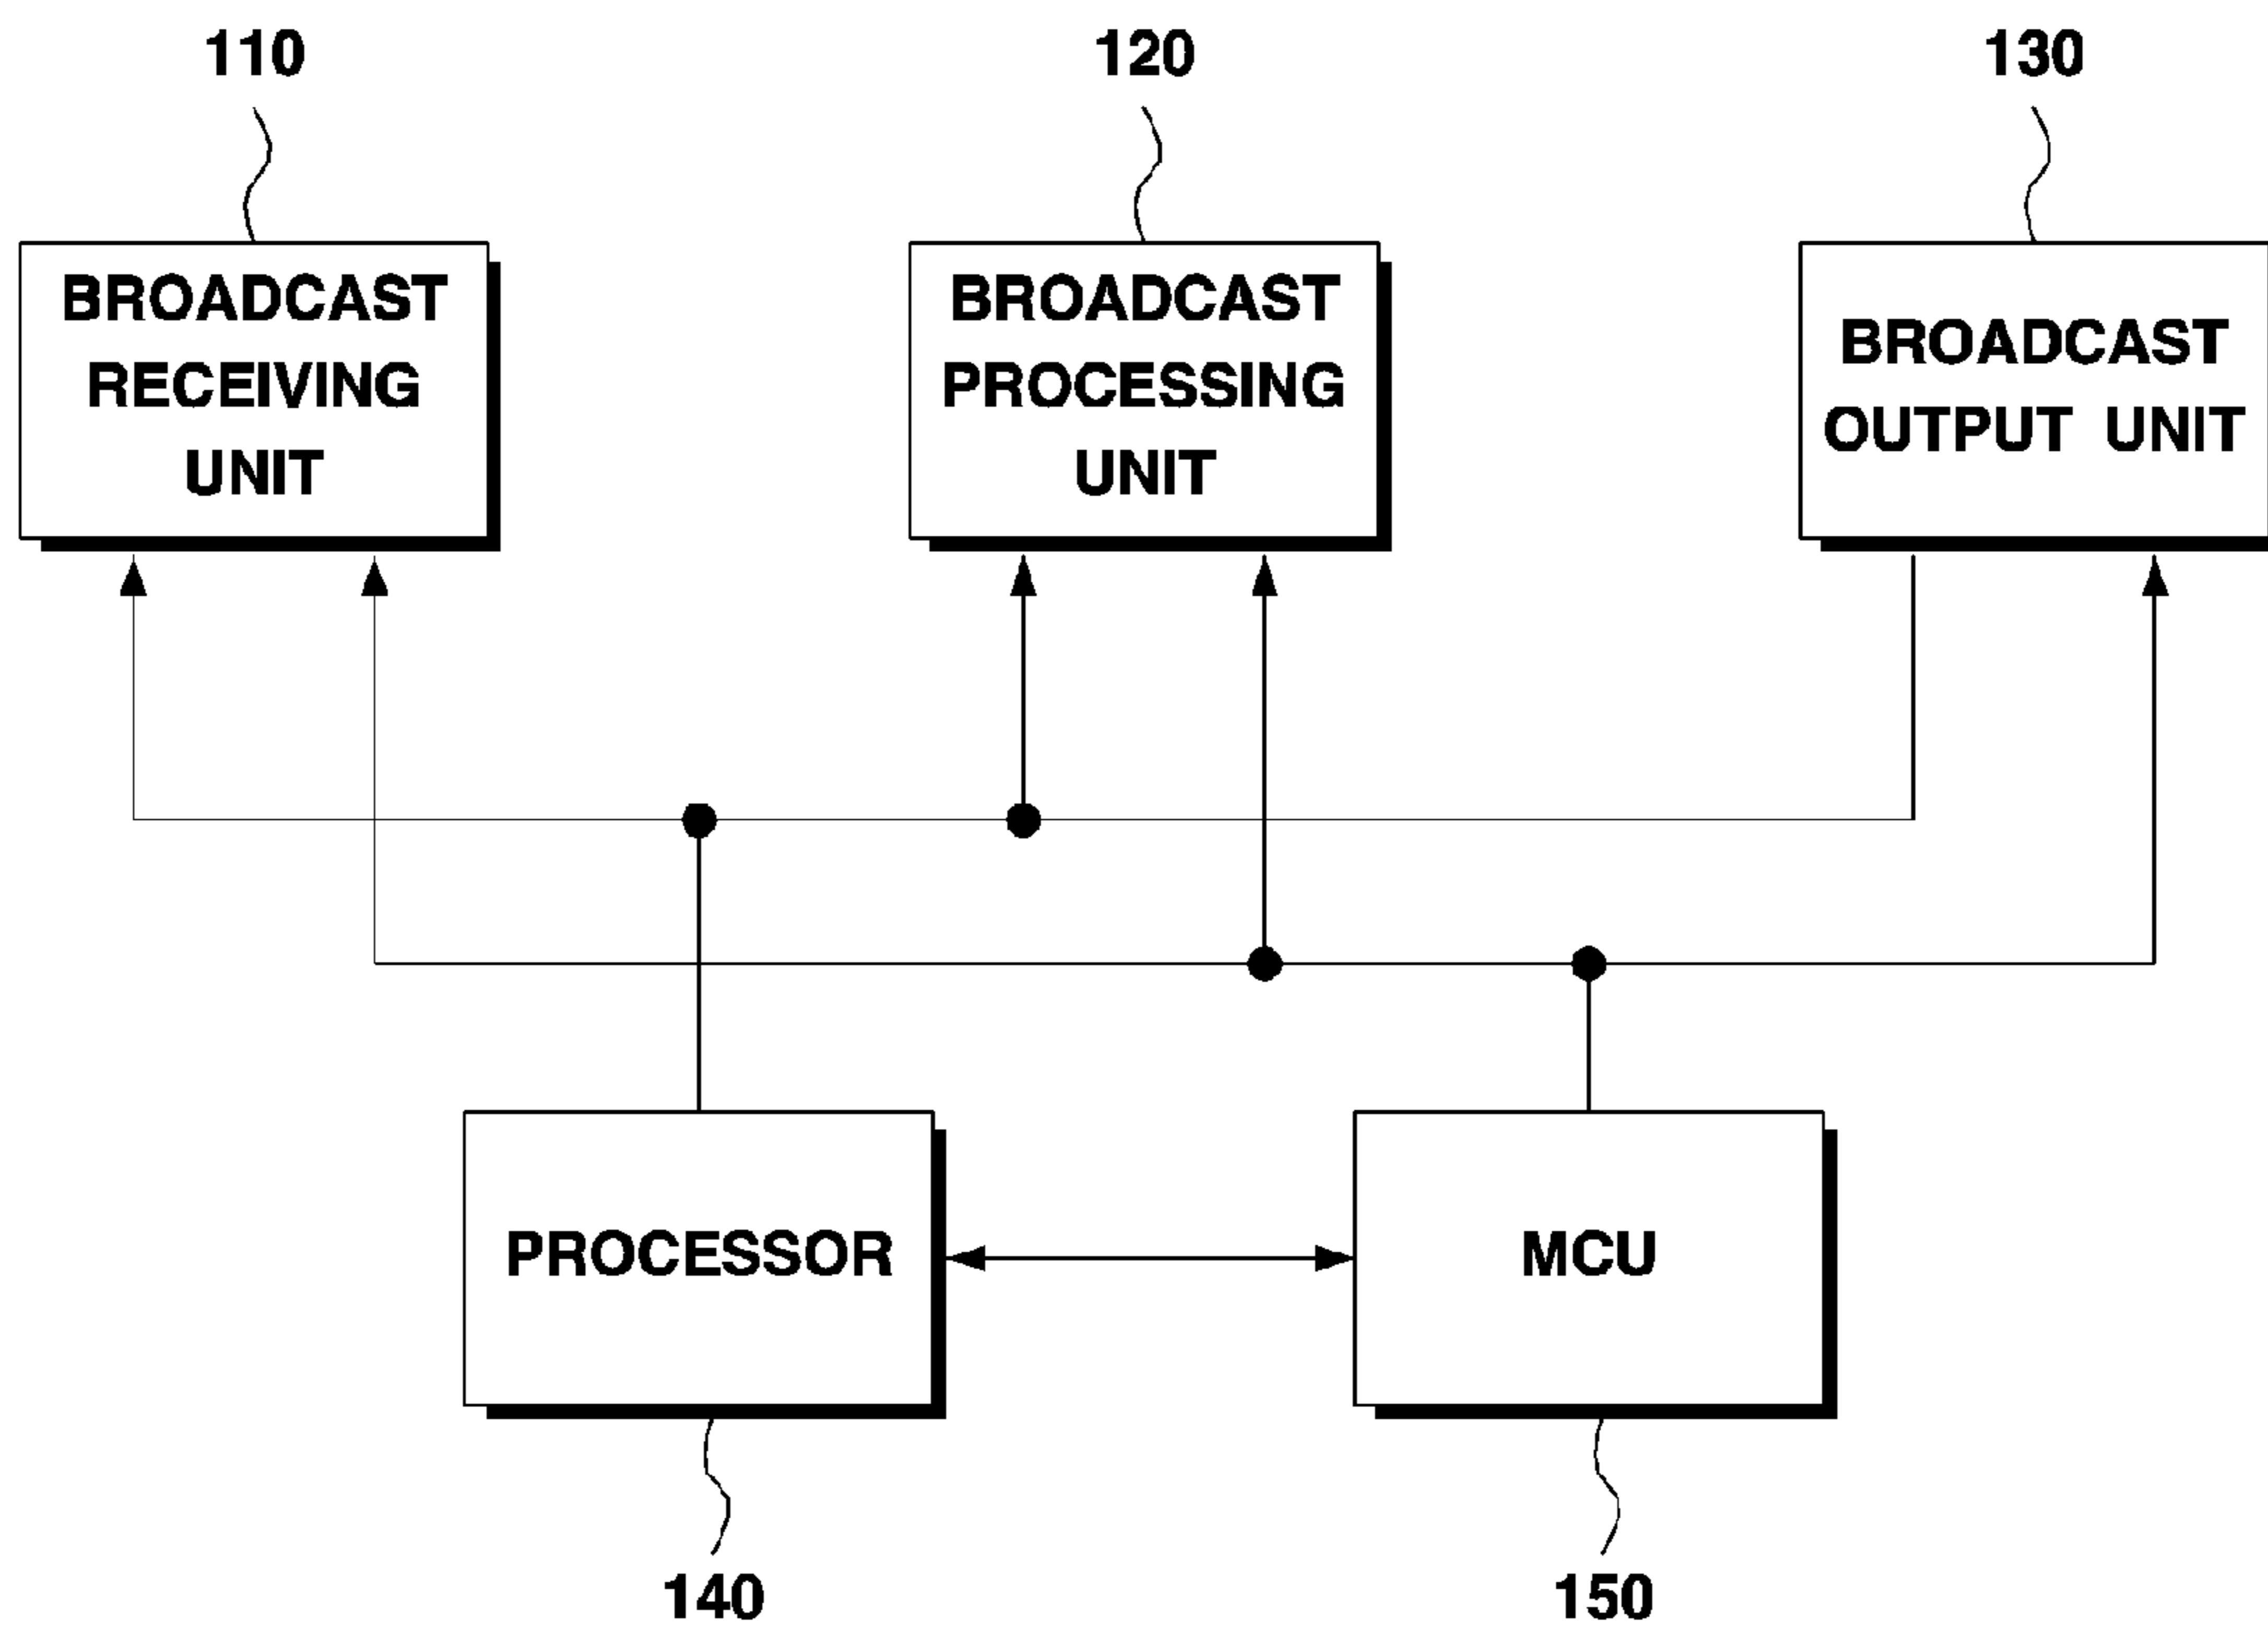 110
120
130
BROADCAST
RECEIVING
UNIT
BROADCAST
PROCESSING
UNIT
BROADCAST
OUTPUT UNIT
PROCESSOR
MCU
140
150